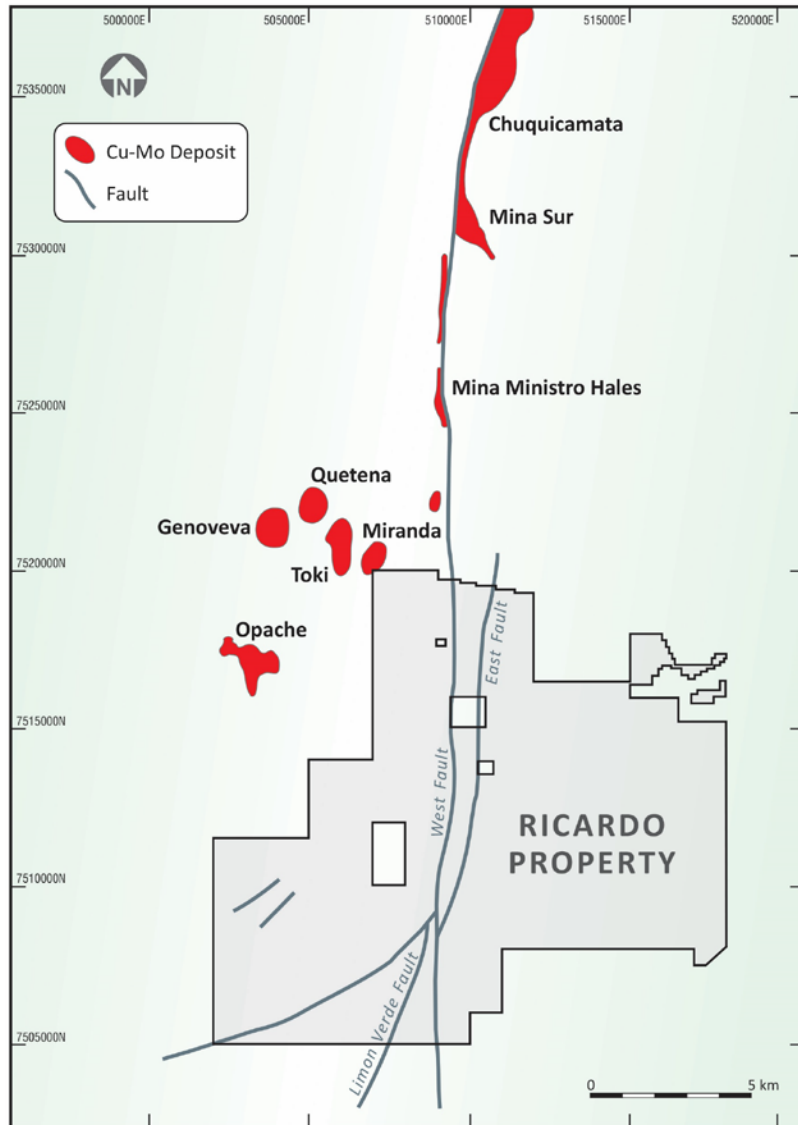 500000E 505000E 510000E 515000E 520000E
N
7535000N
Chuquicamata
Cu-Mo Deposit
Fault
Mina Sur
7530000N
Mina Ministro Hales
7525000N
Quetena
Genoveva
Miranda
Toki
7520000N
Opache
East Fault
7515000N
West Fault
RICARDO
PROPERTY
7510000N
Limon Verde Fault
7505000N
0 5 km